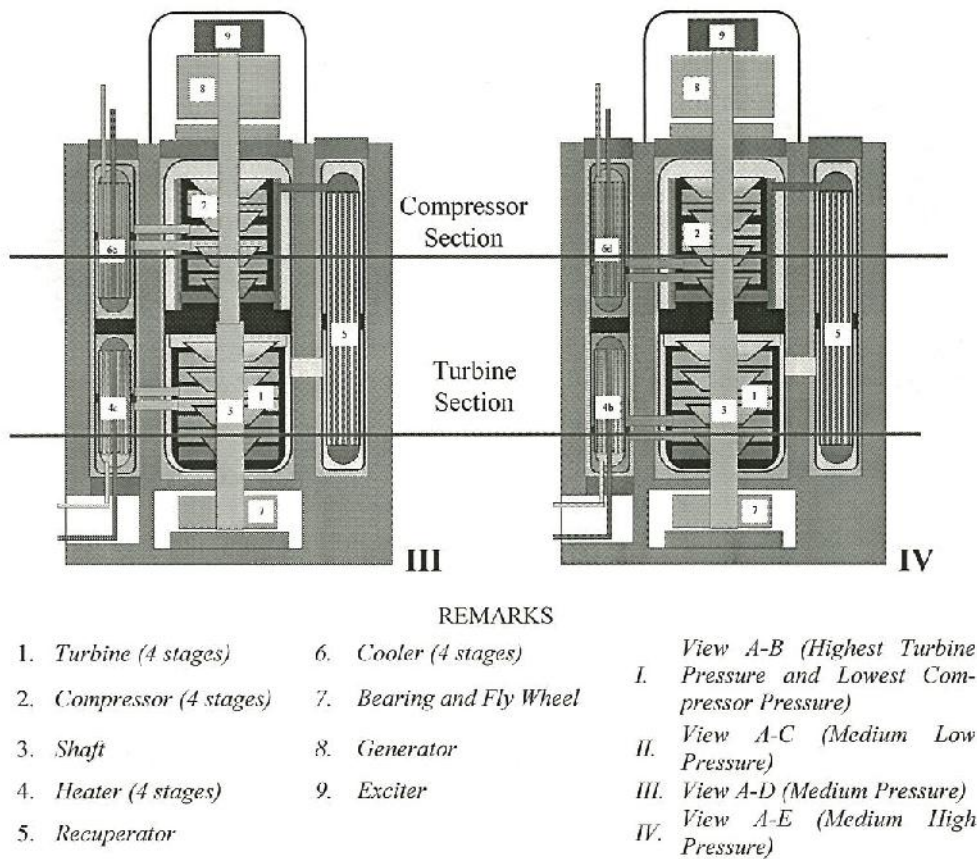 9
9
8
8
Compressor
Section
2
6d
5
5
Turbine
Section
1
1
4c
4b
3
3
7
7
III
IV
REMARKS
1. Turbine (4 stages)
2. Compressor (4 stages)
3. Shaft
4. Heater (4 stages)
5. Recuperator
6. Cooler (4 stages)
7. Bearing and Fly Wheel
8. Generator
9. Exciter
I. View A-B (Highest Turbine
Pressure and Lowest Com-
pressor Pressure)
II. View A-C (Medium Low
Pressure)
III. View A-D (Medium Pressure)
IV. View A-E (Medium High
Pressure)